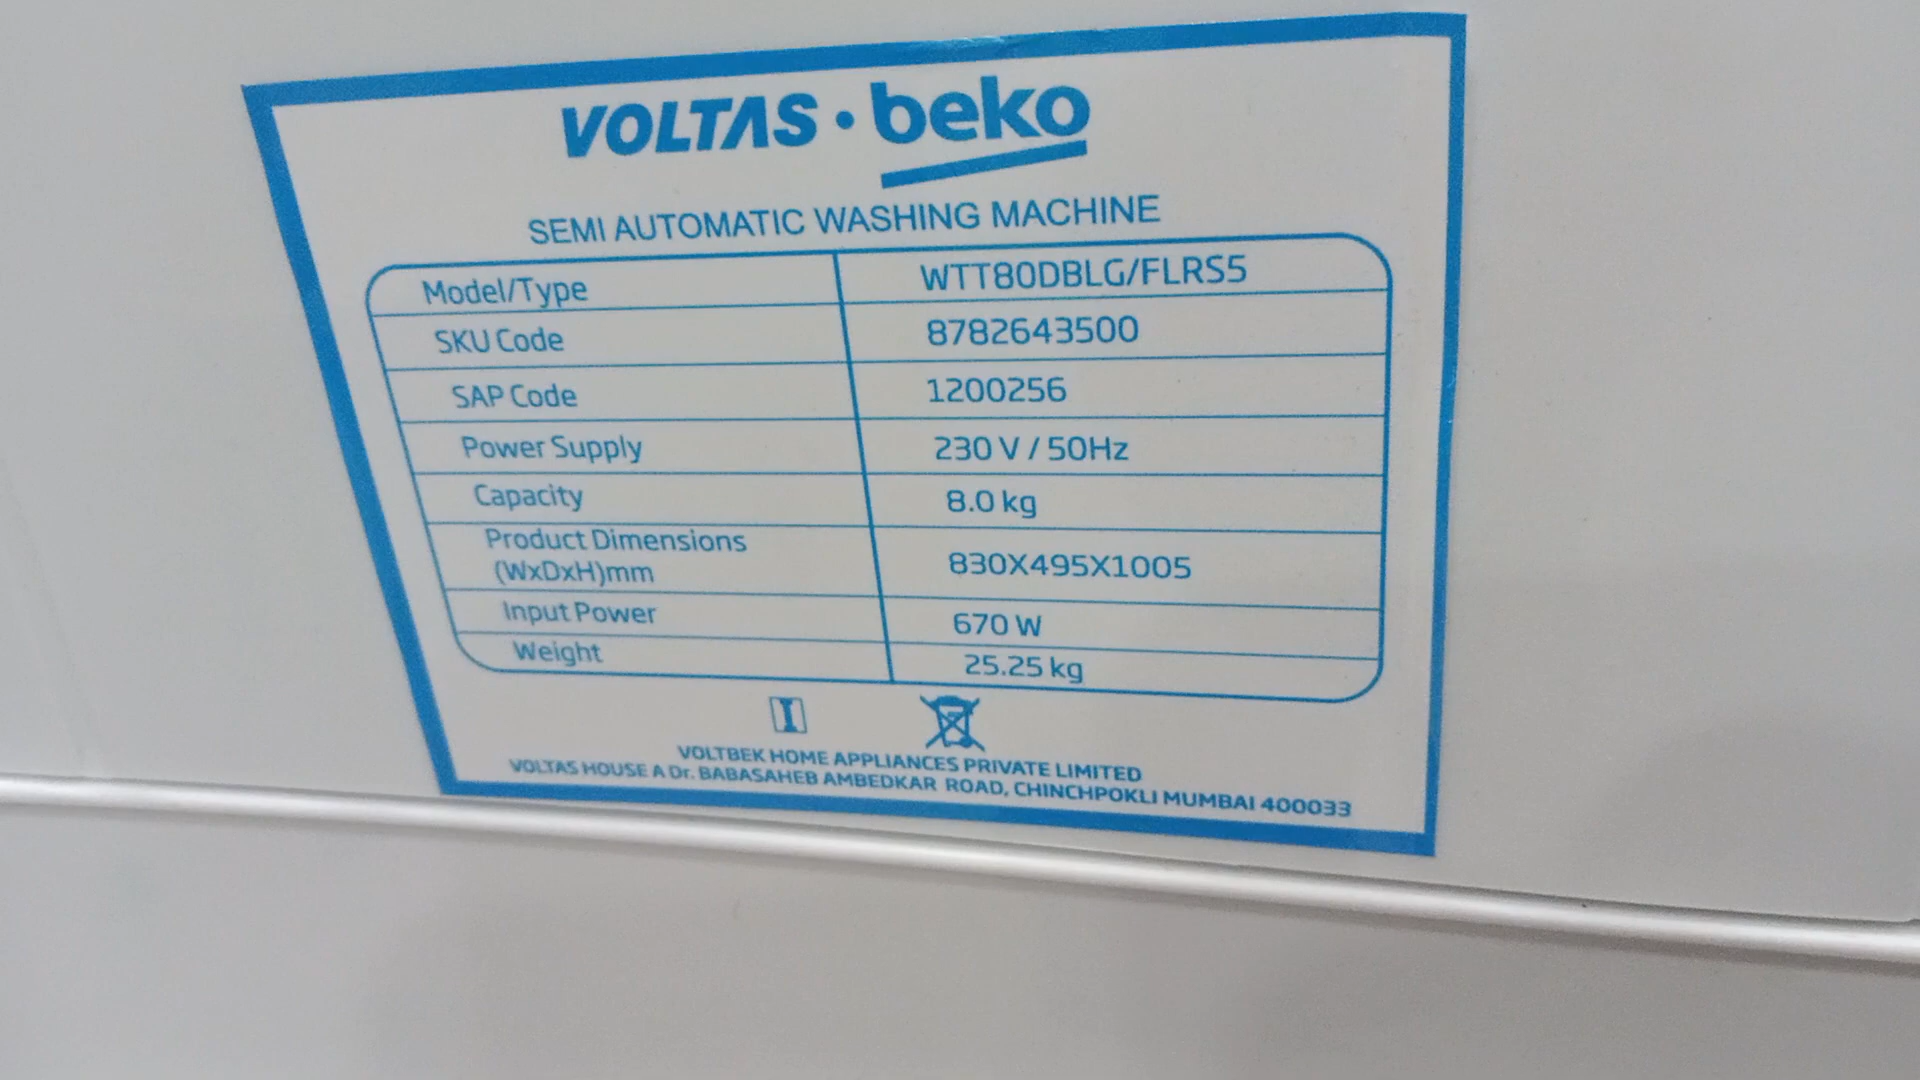 VOLTAS • beko
SEMI AUTOMATIC WASHING MACHINE
Model/Type WTT80DBLG/FLRS5
SKU Code 8782643500
SAP Code 1200256
Power Supply 230 V / 50Hz
Capacity 8.0 kg
Product Dimensions
(WxDxH)mm 830X495X1005
Input Power 670 W
Weight 25.25 kg
I
VOLTBEK HOME APPLIANCES PRIVATE LIMITED
VOLTAS HOUSE A Dr. BABASAHEB AMBEDKAR ROAD, CHINCHPOKLI MUMBAI 400033